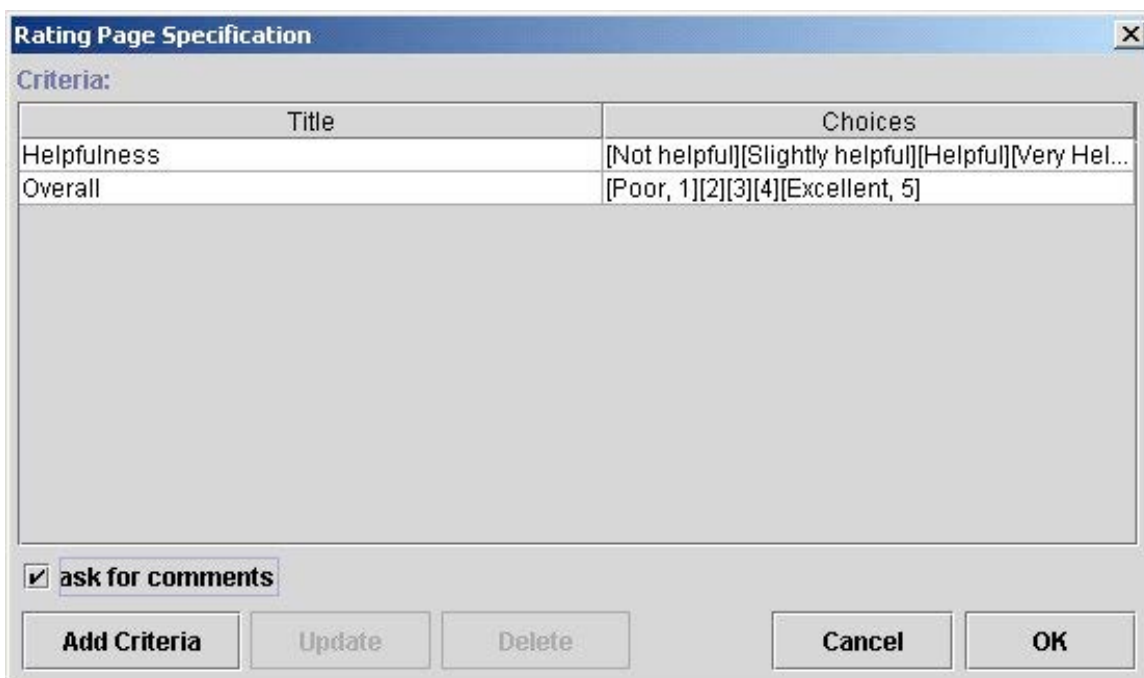 Rating Page Specification
Criteria:
Title Choices
Helpfulness [Not helpful][Slightly helpful][Helpful][Very Hel...
Overall [Poor, 1][2][3][4][Excellent, 5]
ask for comments
Add Criteria Update Delete Cancel OK